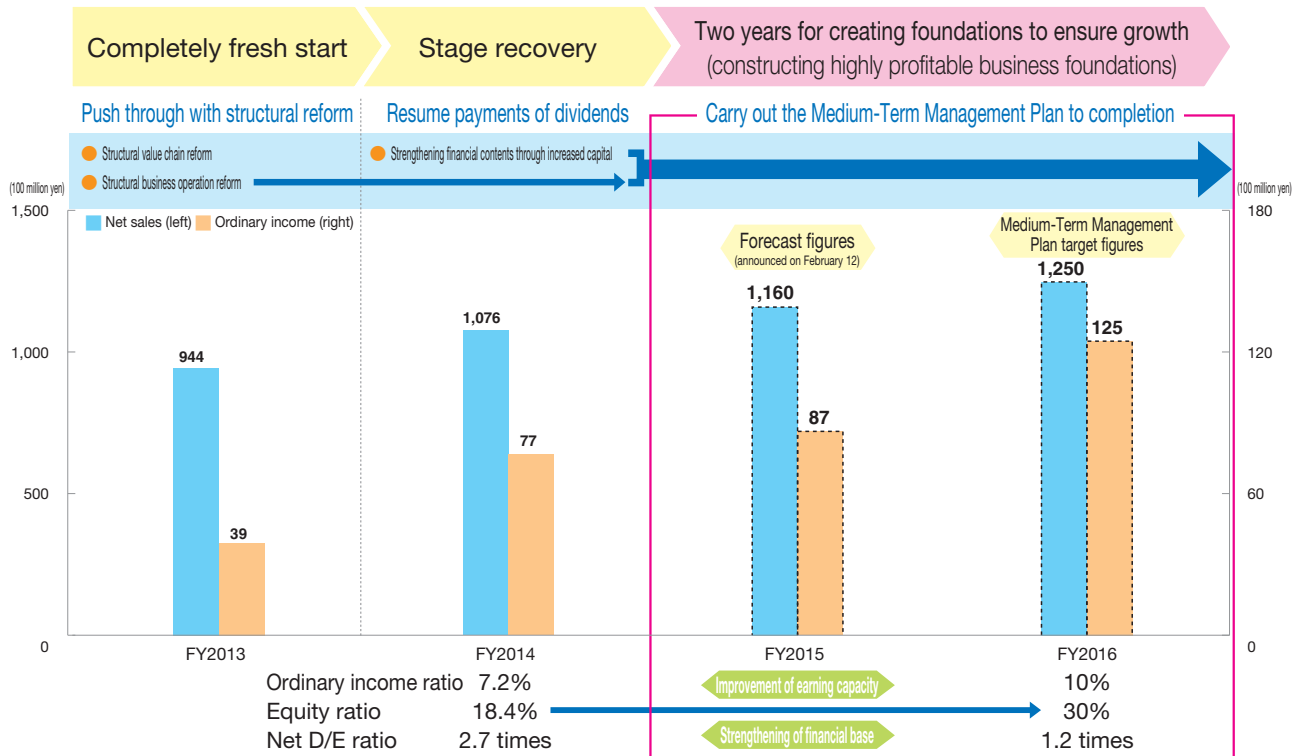 Completely fresh start
Stage recovery
Two years for creating foundations to ensure growth
(constructing highly profitable business foundations)
Push through with structural reform
Resume payments of dividends
Carry out the Medium-Term Management Plan to completion
Structural value chain reform
Strengthening financial contents through increased capital
Structural business operation reform
(100 million yen)
(100 million yen)
1,500
180
Net sales (left)
Ordinary income (right)
Forecast figures
(announced on February 12)
Medium-Term Management
Plan target figures
1,250
1,160
1,076
125
944
1,000
120
87
77
39
500
60
0
0
FY2013
FY2014
FY2015
FY2016
Ordinary income ratio 7.2%
Improvement of earning capacity
10%
Equity ratio 18.4%
30%
Net D/E ratio 2.7 times
Strengthening of financial base
1.2 times